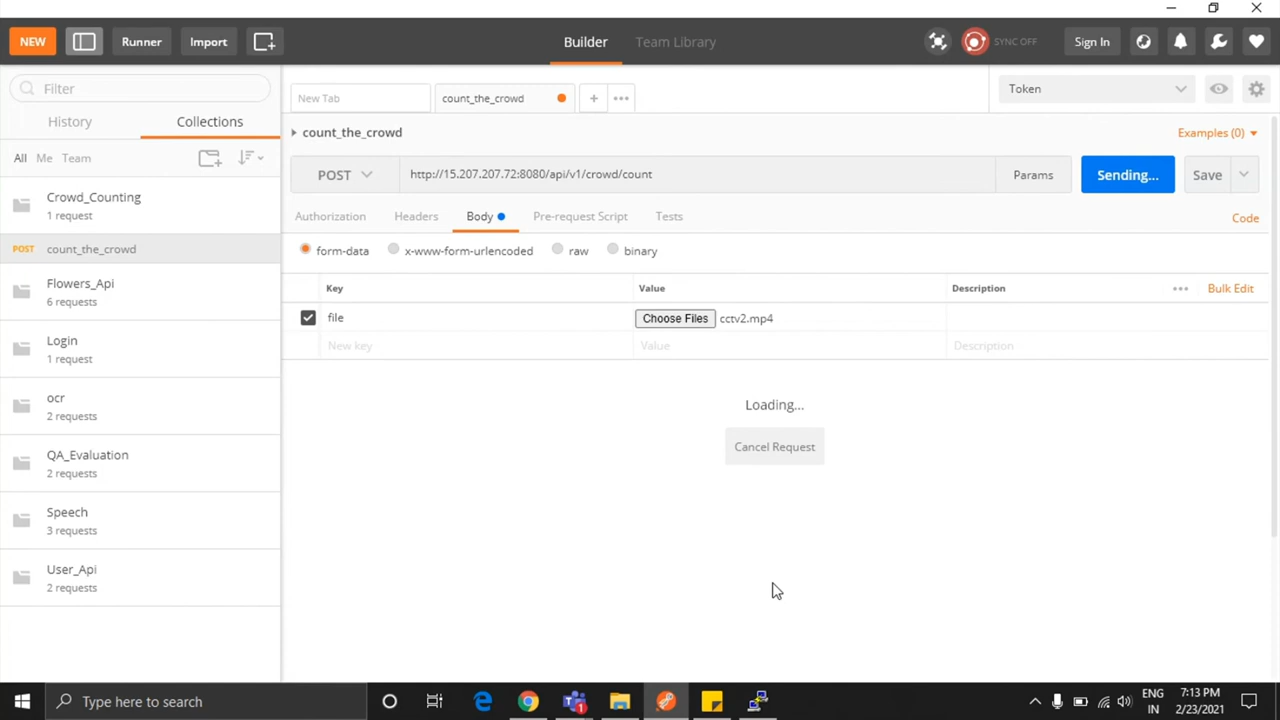 NEW
Runner
Import
Builder
Team Library
SYNC OFF
Sign In
Filter
History
Collections
All Me Team
Crowd_Counting
1 request
POST count_the_crowd
Flowers_Api
6 requests
Login
1 request
ocr
2 requests
QA_Evaluation
2 requests
Speech
3 requests
User_Api
2 requests
New Tab
count_the_crowd
+
Token
count_the_crowd
Examples (0)
POST
http://15.207.207.72:8080/api/v1/crowd/count
Params
Sending...
Save
Authorization
Headers
Body
Pre-request Script
Tests
Code
form-data
x-www-form-urlencoded
raw
binary
Key
Value
Description
Bulk Edit
file
Choose Files cctv2.mp4
New key
Value
Description
Loading...
Cancel Request
Type here to search
1
ENG
IN
7:13 PM
2/23/2021